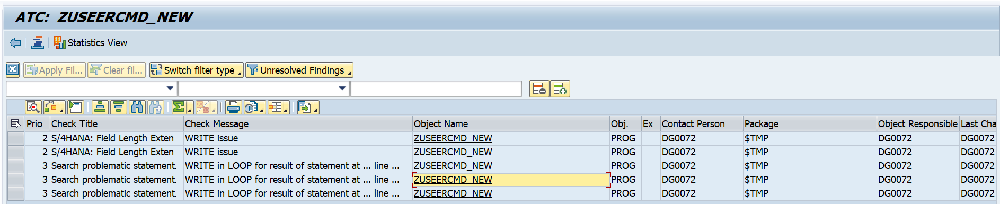 ATC: ZUSEERCMD_NEW
Statistics View
Apply Fil... Clear fil... Switch filter type Unresolved Findings
Prio... Check Title Check Message Object Name Obj. Ex... Contact Person Package Object Responsible Last Cha
2 S/4HANA: Field Length Exten... WRITE issue ZUSEERCMD_NEW PROG DG0072 $TMP DG0072 DG0072
2 S/4HANA: Field Length Exten... WRITE issue ZUSEERCMD_NEW PROG DG0072 $TMP DG0072 DG0072
3 Search problematic statement... WRITE in LOOP for result of statement at ... line ... ZUSEERCMD_NEW PROG DG0072 $TMP DG0072 DG0072
3 Search problematic statement... WRITE in LOOP for result of statement at ... line ... ZUSEERCMD_NEW PROG DG0072 $TMP DG0072 DG0072
3 Search problematic statement... WRITE in LOOP for result of statement at ... line ... ZUSEERCMD_NEW PROG DG0072 $TMP DG0072 DG0072